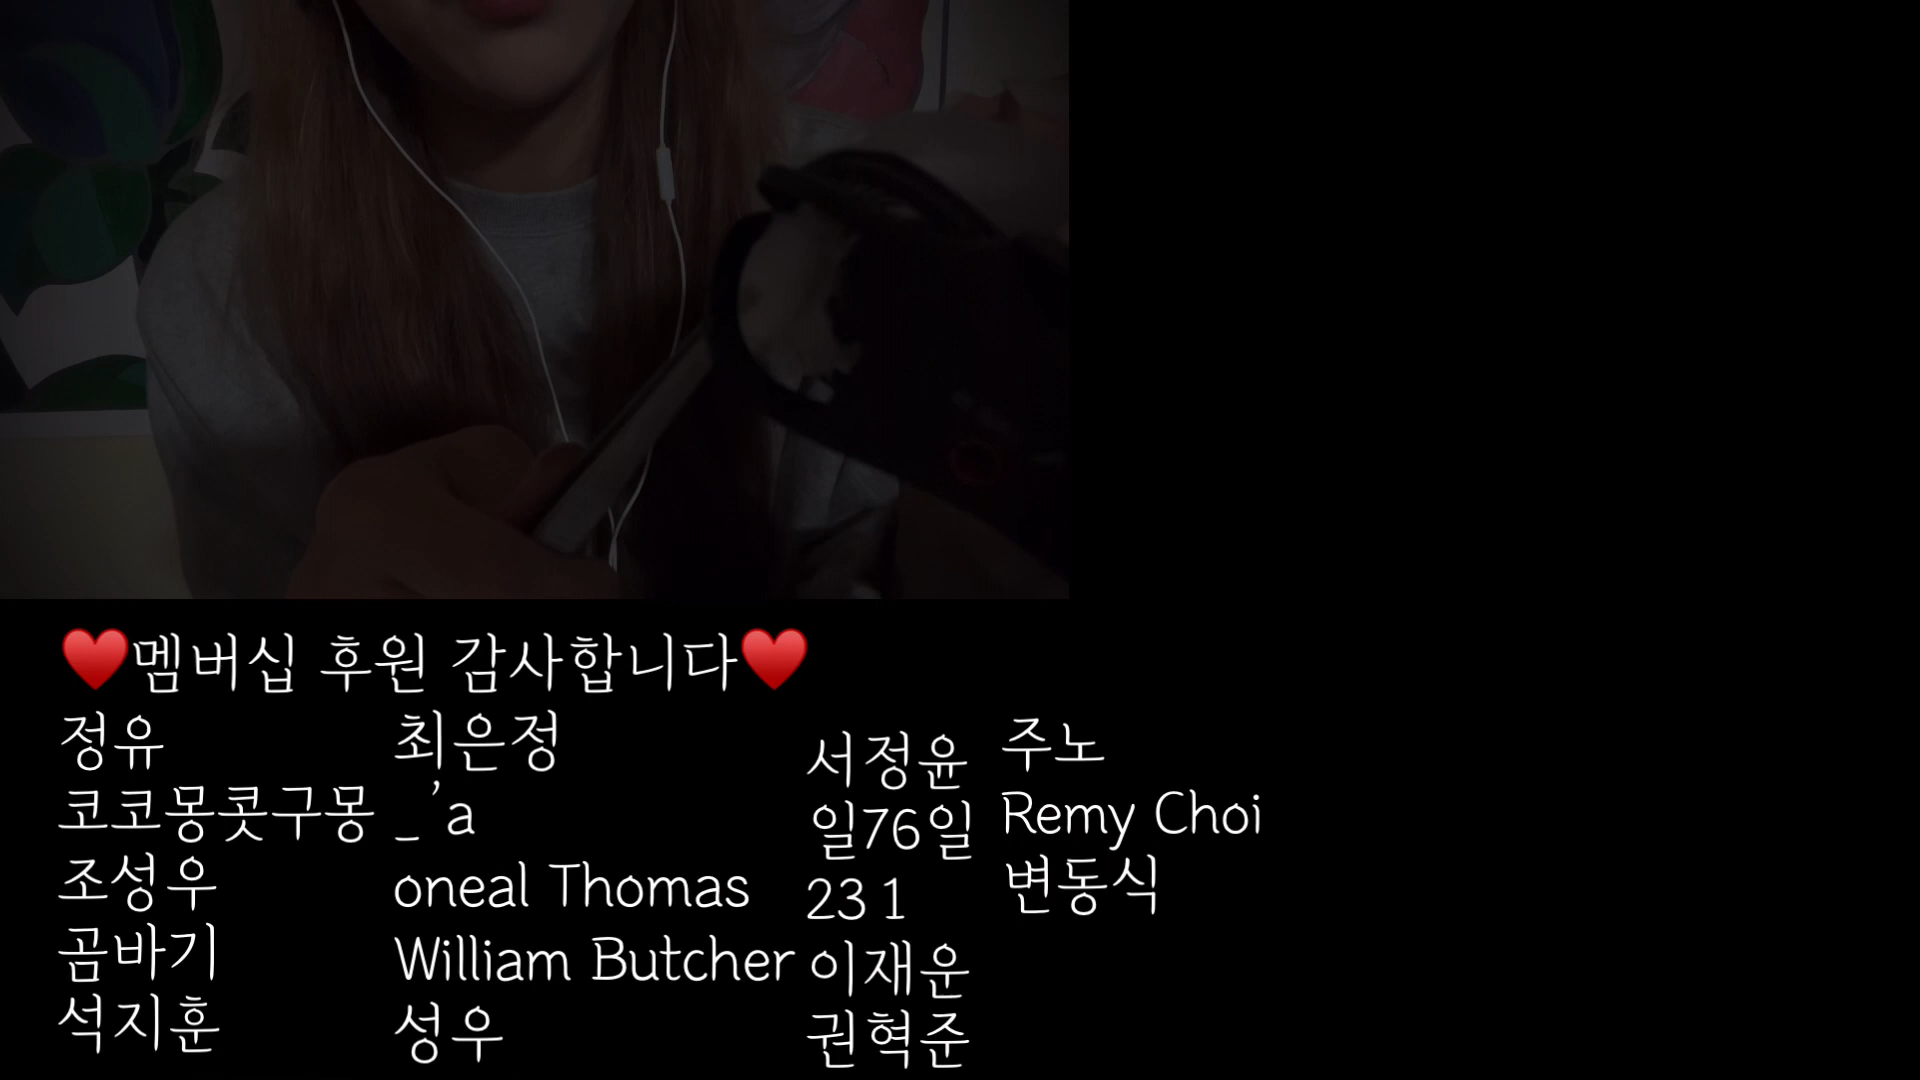 ♥멤버십 후원 감사합니다♥
정유
코코몽콧구몽
조성우
곰바기
석지훈
최은정
_ ’a
oneal Thomas
William Butcher
성우
서정윤
일76일
23 1
이재운
권혁준
주노
Remy Choi
변동식